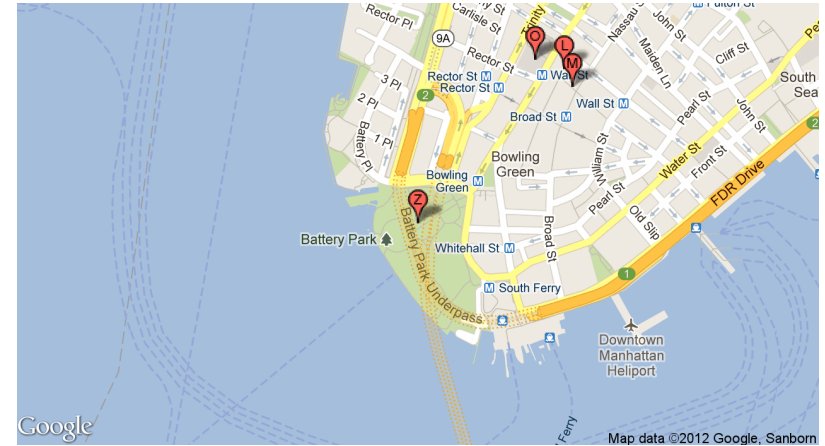 Carlisle St
Rector Pl
Trinity
Nassau St
Fulton St
9A
O
L
M
Cliff St
Maiden Ln
Rector St
Rector St M
Rector St M
M Wall St
3 Pl
2 Pl
1 Pl
2
Battery Pl
Wall St M
Broad St M
Pearl St
John St
South
Sea
2
Bowling
Green
Bowling
Green M
William St
Water St
Front St
FDR Drive
Z
Pearl St
Broad St
Old Slip
Battery Park
Whitehall St M
Battery Park Underpass
M South Ferry
1
Downtown
Manhattan
Heliport
Ferry
Google
Map data ©2012 Google, Sanborn